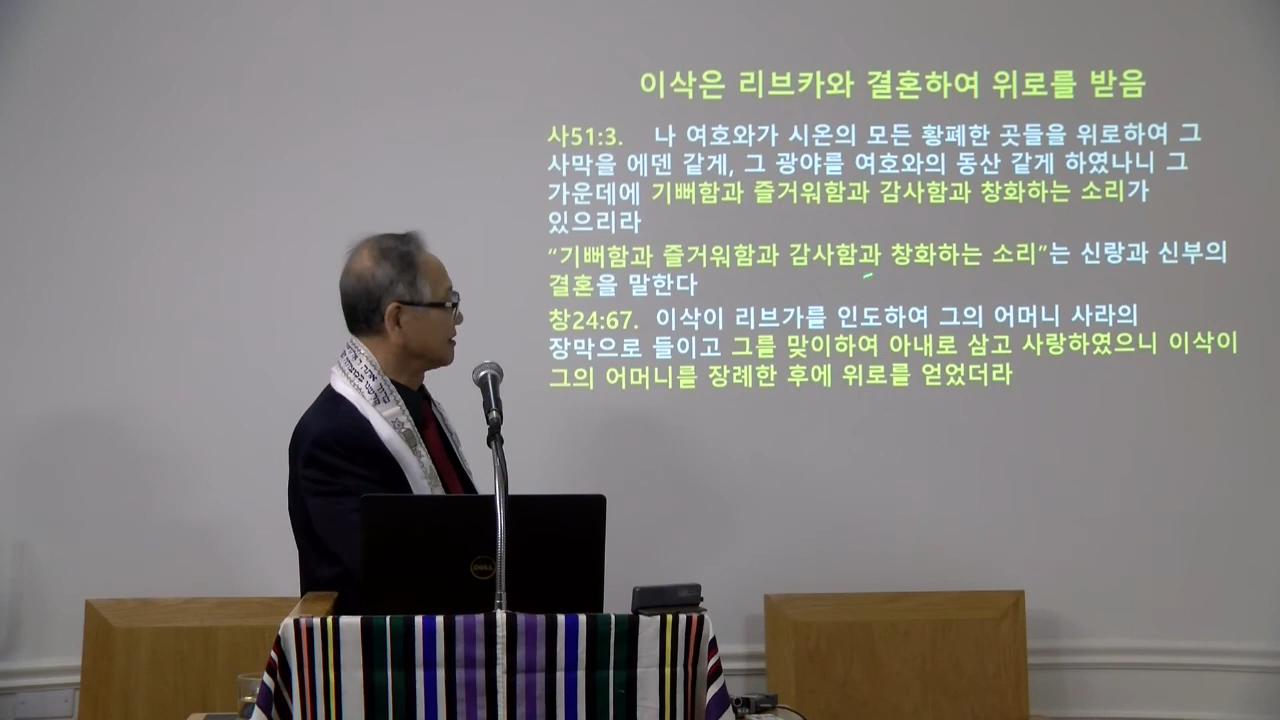 이삭은 리브카와 결혼하여 위로를 받음
사51:3. 나 여호와가 시온의 모든 황폐한 곳들을 위로하여 그
사막을 에덴 같게, 그 광야를 여호와의 동산 같게 하였나니 그
가운데에 기뻐함과 즐거워함과 감사함과 창화하는 소리가
있으리라
“기뻐함과 즐거워함과 감사함과 창화하는 소리”는 신랑과 신부의
결혼을 말한다
창24:67. 이삭이 리브가를 인도하여 그의 어머니 사라의
장막으로 들이고 그를 맞이하여 아내로 삼고 사랑하였으니 이삭이
그의 어머니를 장례한 후에 위로를 얻었더라
DELL